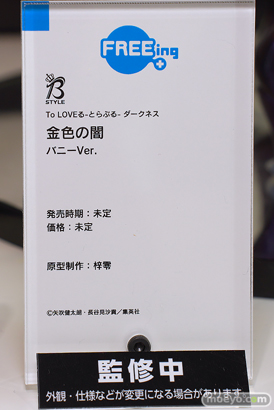 FREEing
B
STYLE
To LOVEる-とらぶる- ダークネス
金色の闇
バニーVer.
発売時期：未定
価格：未定
原型制作：梓零
©矢吹健太朗・長谷見沙貴／集英社
監修中
外観・仕様などが変更になる場合があります
moeyo.com